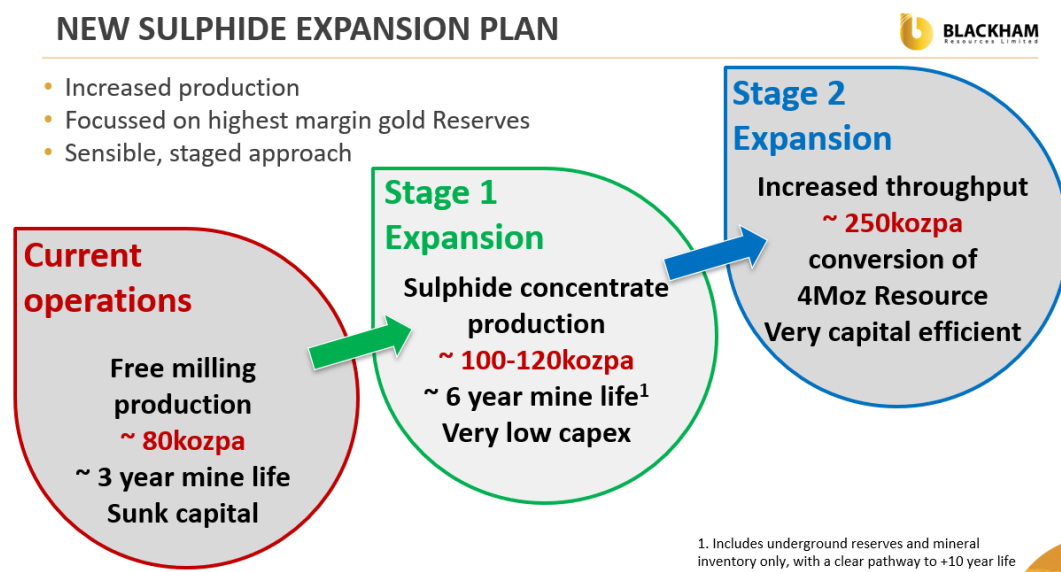 NEW SULPHIDE EXPANSION PLAN
BLACKHAM
Resources Limited
• Increased production
• Focussed on highest margin gold Reserves
• Sensible, staged approach
Current
operations
Free milling
production
~ 80kozpa
~ 3 year mine life
Sunk capital
Stage 1
Expansion
Sulphide concentrate
production
~ 100-120kozpa
~ 6 year mine life¹
Very low capex
Stage 2
Expansion
Increased throughput
~ 250kozpa
conversion of
4Moz Resource
Very capital efficient
1. Includes underground reserves and mineral
inventory only, with a clear pathway to +10 year life